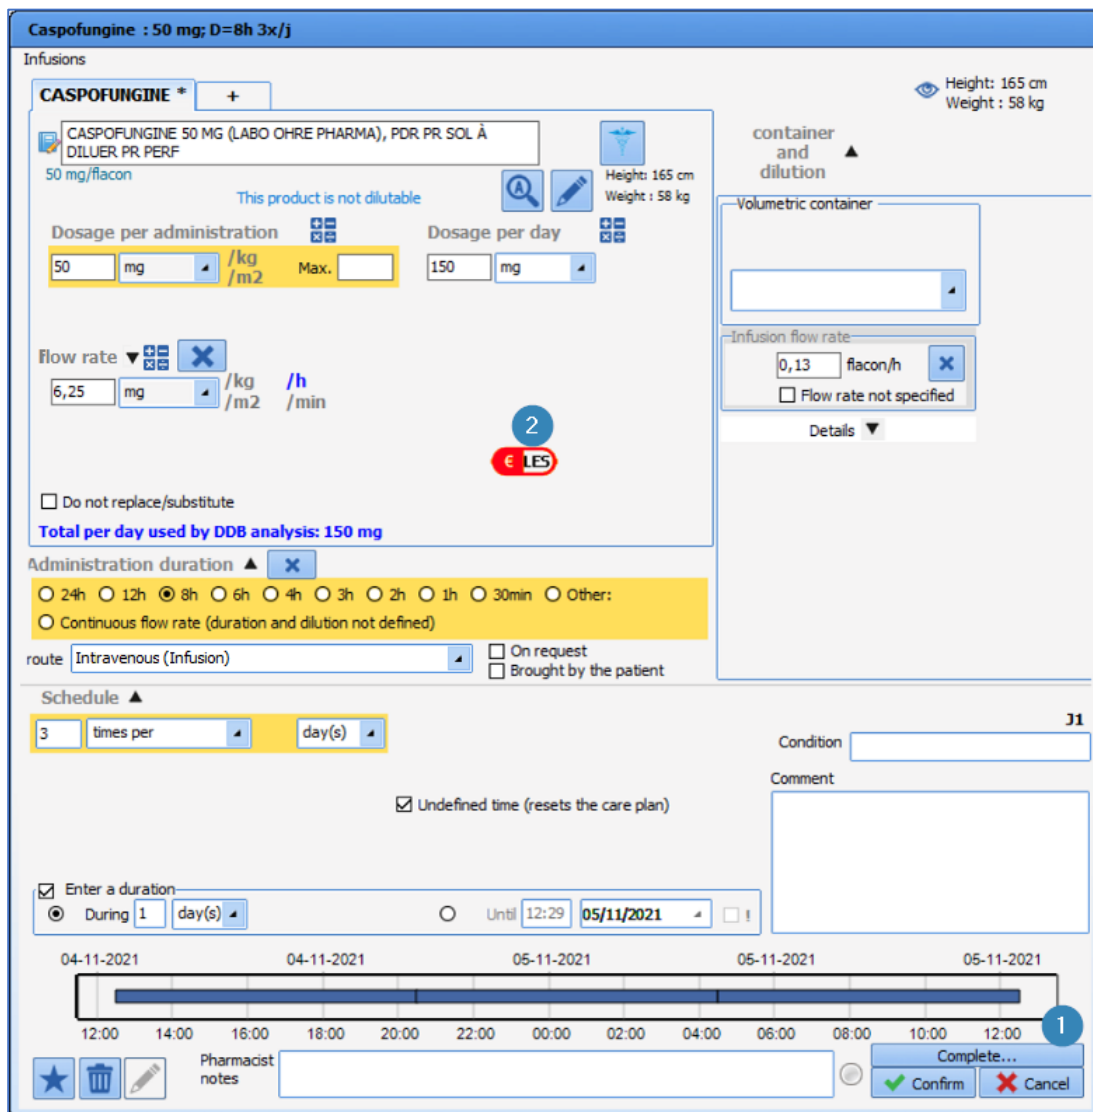 Caspofungine : 50 mg; D=8h 3x/j
Infusions
CASPOFUNGINE *
+
Height: 165 cm
Weight : 58 kg
CASPOFUNGINE 50 MG (LABO OHRE PHARMA), PDR PR SOL À
DILUER PR PERF
50 mg/flacon
This product is not dilutable
Height: 165 cm
Weight : 58 kg
container
and
dilution
Volumetric container
Dosage per administration
Dosage per day
50 mg /kg
/m2
Max.
150 mg
Flow rate
6,25 mg /kg /h
/m2 /min
Infusion flow rate
0,13 flacon/h
Flow rate not specified
Details
2
€ LES
Do not replace/substitute
Total per day used by DDB analysis: 150 mg
Administration duration
24h 12h 8h 6h 4h 3h 2h 1h 30min Other:
Continuous flow rate (duration and dilution not defined)
route Intravenous (Infusion)
On request
Brought by the patient
Schedule
3 times per day(s)
J1
Condition
Comment
Undefined time (resets the care plan)
Enter a duration
During 1 day(s) Until 12:29 05/11/2021 !
04-11-2021 04-11-2021 05-11-2021 05-11-2021 05-11-2021
12:00 14:00 16:00 18:00 20:00 22:00 00:00 02:00 04:00 06:00 08:00 10:00 12:00
1
Pharmacist
notes
Complete...
Confirm Cancel